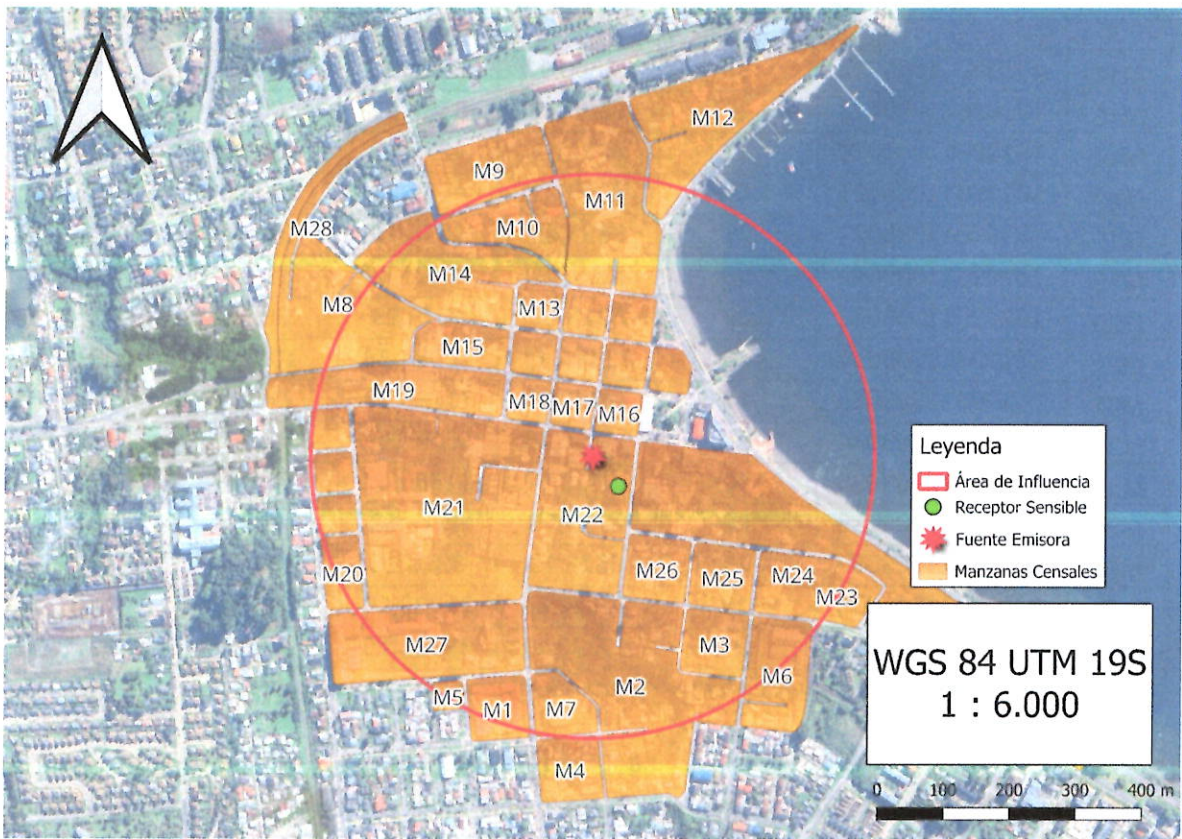 M12
M9
M11
M28
M10
M14
M8
M13
M15
M19
M18
M17
M16
M21
M22
M20
M26
M25
M24
M23
M27
M3
M2
M6
M5
M1
M7
M4
Leyenda
Área de Influencia
Receptor Sensible
Fuente Emisora
Manzanas Censales
WGS 84 UTM 19S
1 : 6.000
0 100 200 300 400 m